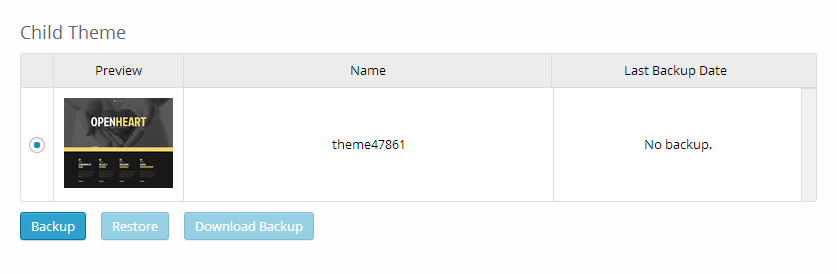 Child Theme
Preview Name Last Backup Date
OPENHEART
theme47861 No backup.
Backup Restore Download Backup